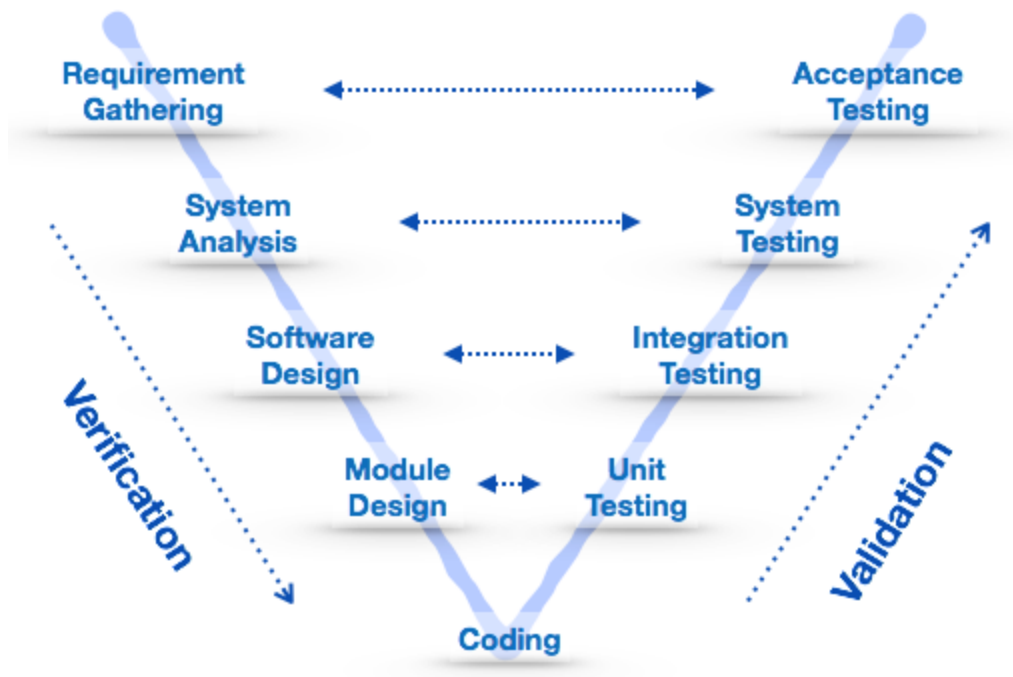 Requirement
Gathering
Acceptance
Testing
System
Analysis
System
Testing
Software
Design
Integration
Testing
Verification
Module
Design
Unit
Testing
Validation
Coding